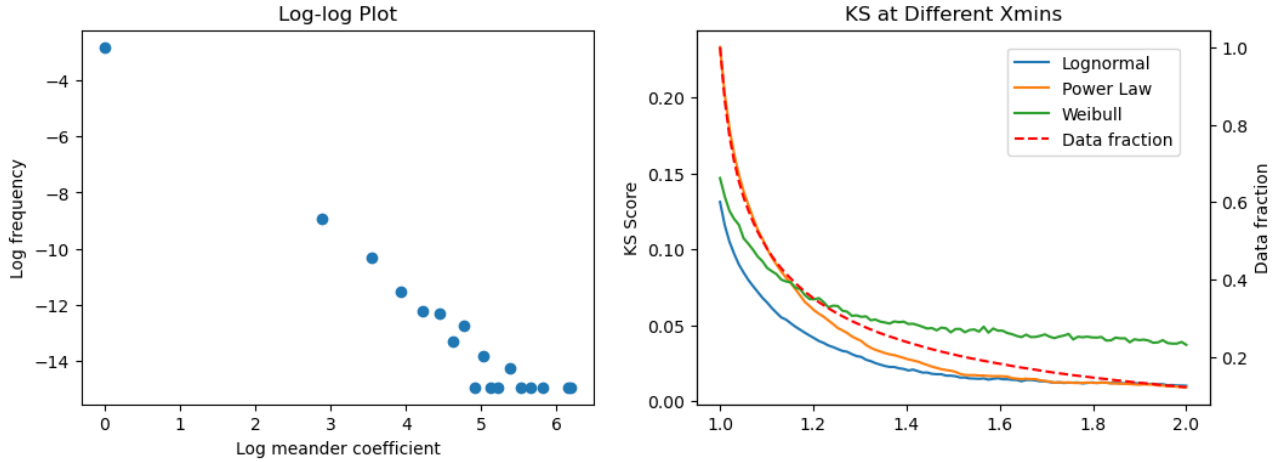 Log-log Plot
Log frequency
−4
−6
−8
−10
−12
−14
0 1 2 3 4 5 6
Log meander coefficient
KS at Different Xmins
KS Score
0.20
0.15
0.10
0.05
0.00
1.0 1.2 1.4 1.6 1.8 2.0
Lognormal
Power Law
Weibull
Data fraction
1.0
0.8
0.6
0.4
0.2
Data fraction